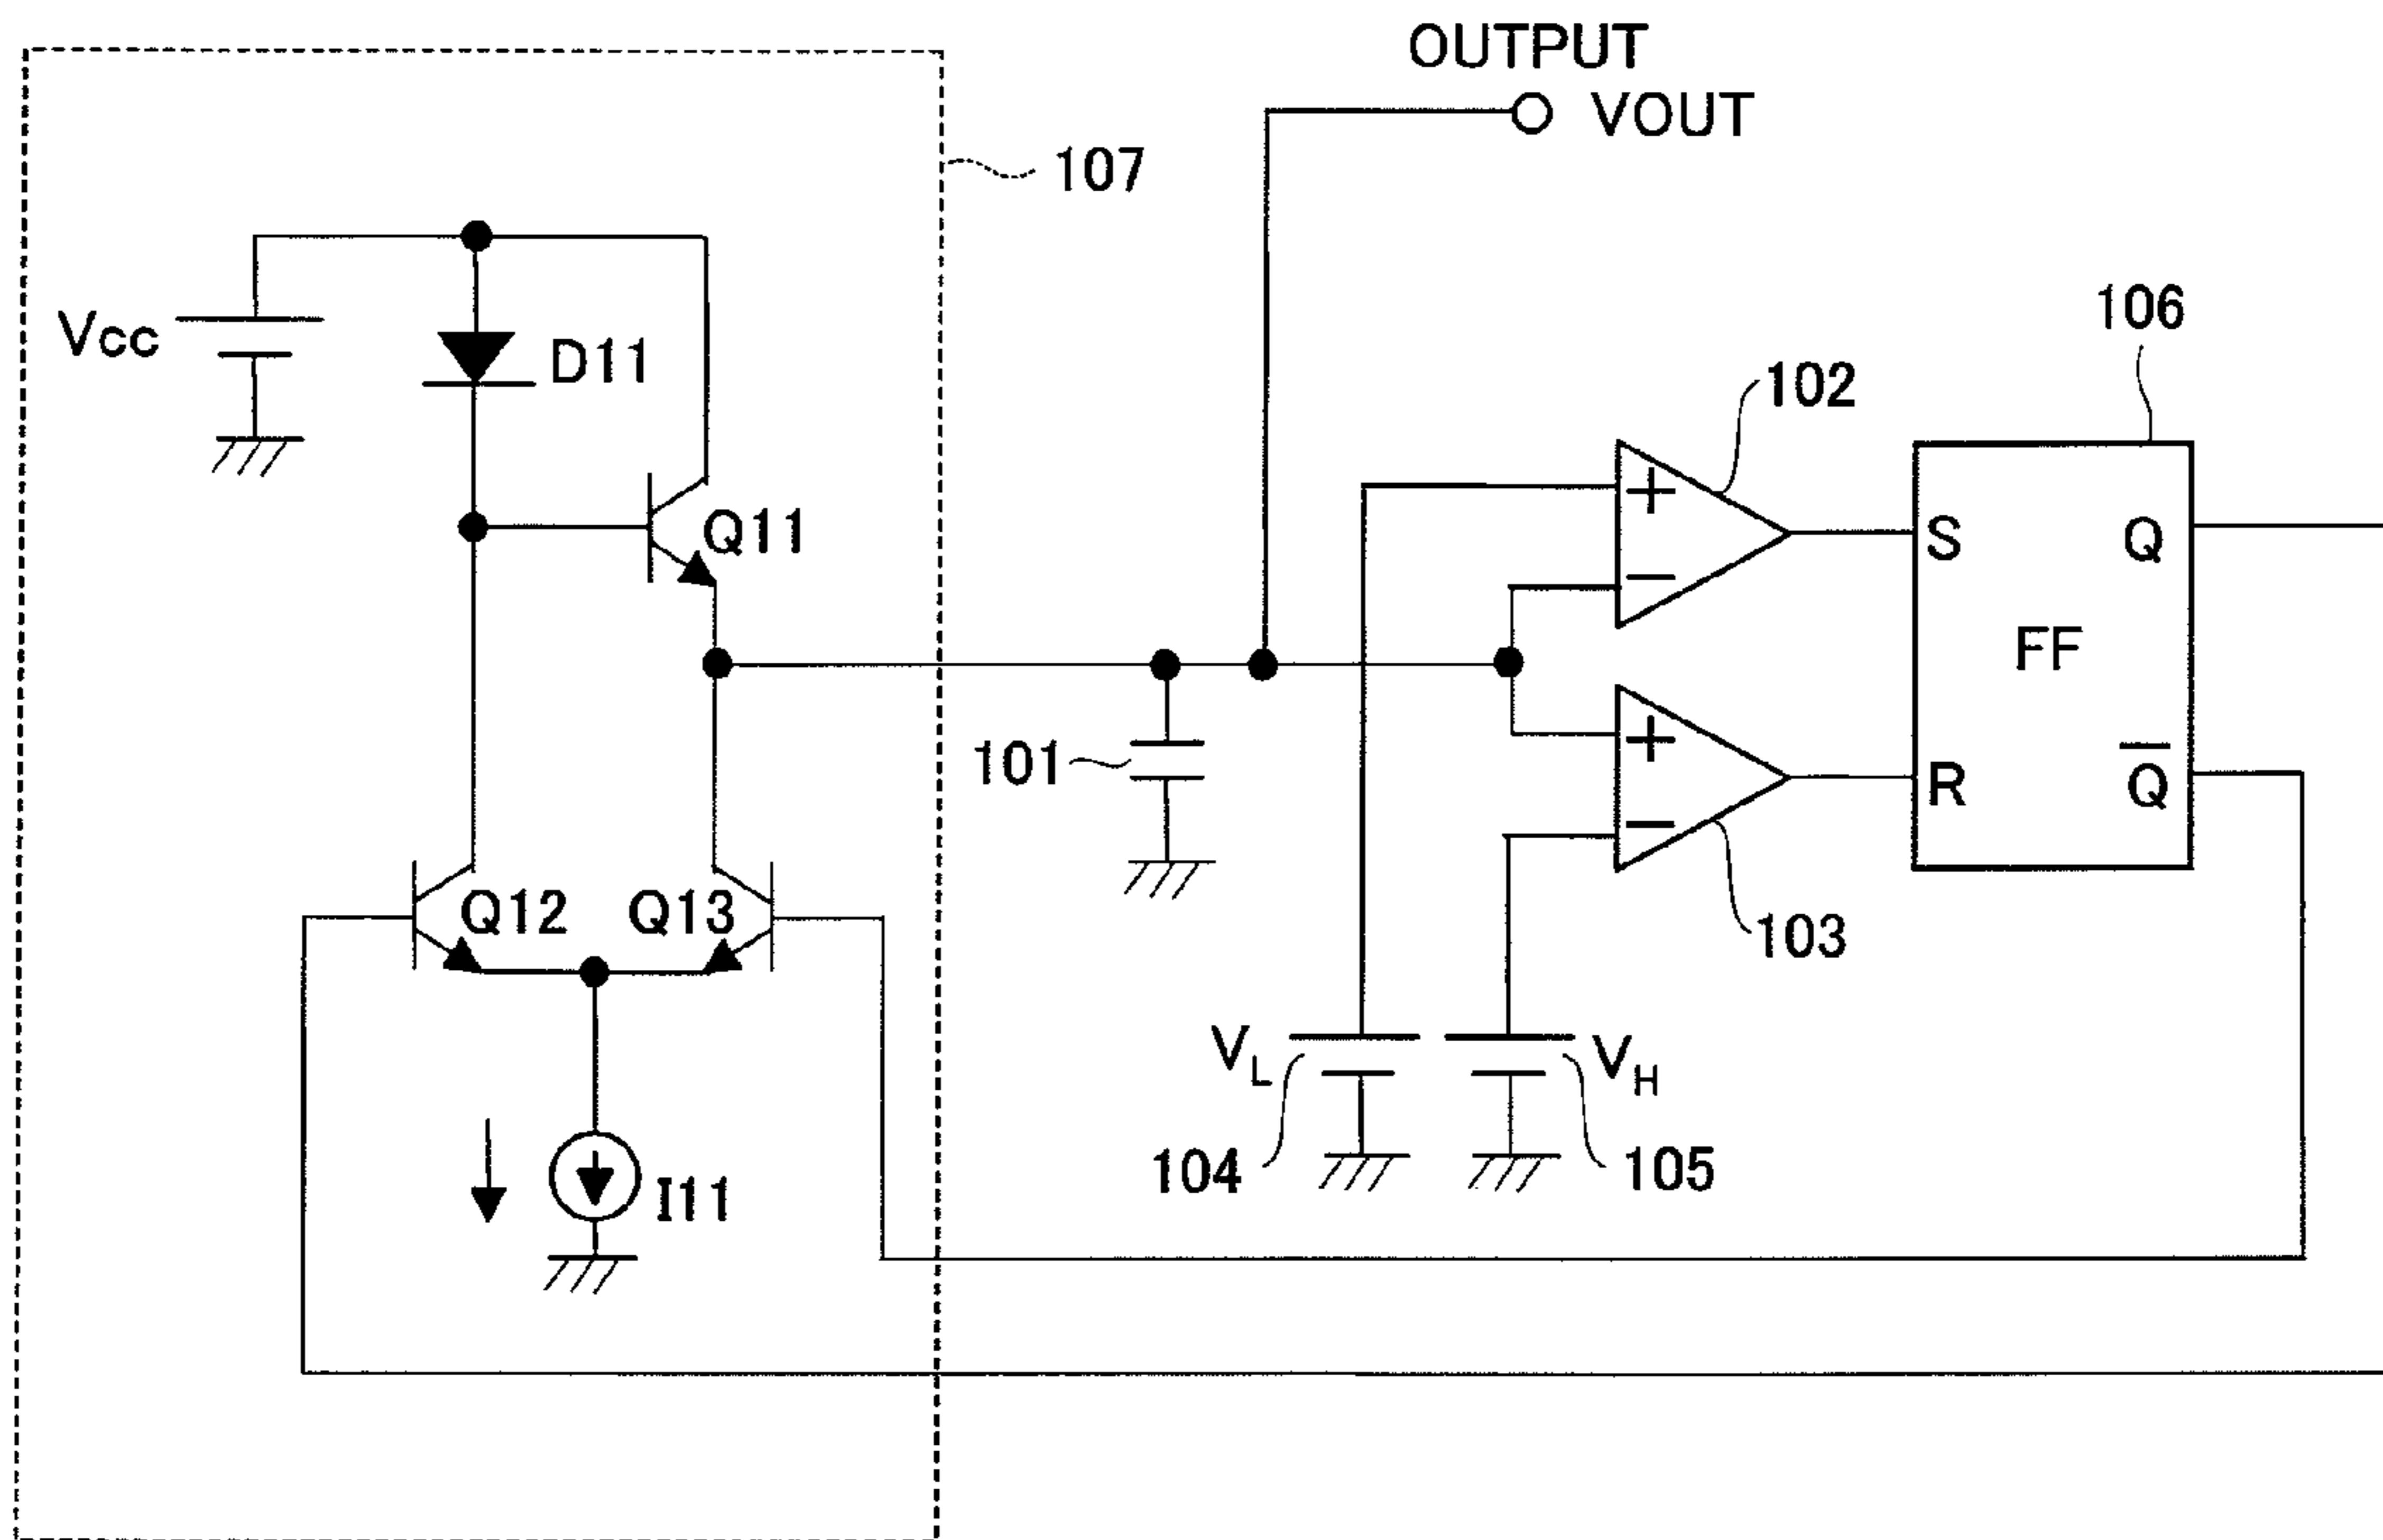 OUTPUT
VOUT
107
Vcc
D11
106
102
Q11
+
−
S
Q
FF
101
+
−
R
Q̅
Q12
Q13
103
VL
VH
104
105
I11